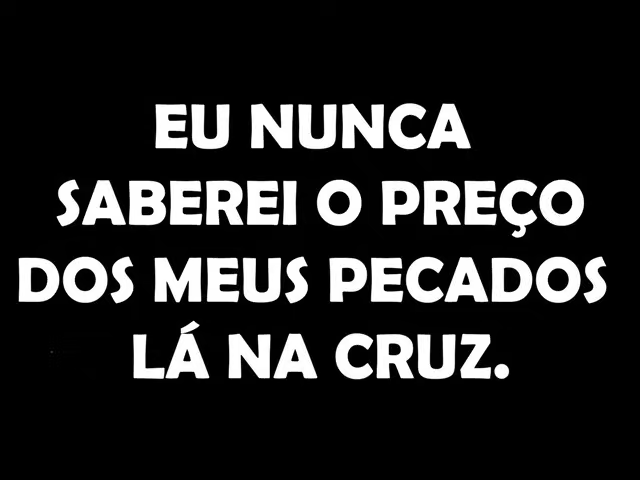 EU NUNCA
SABEREI O PREÇO
DOS MEUS PECADOS
LÁ NA CRUZ.